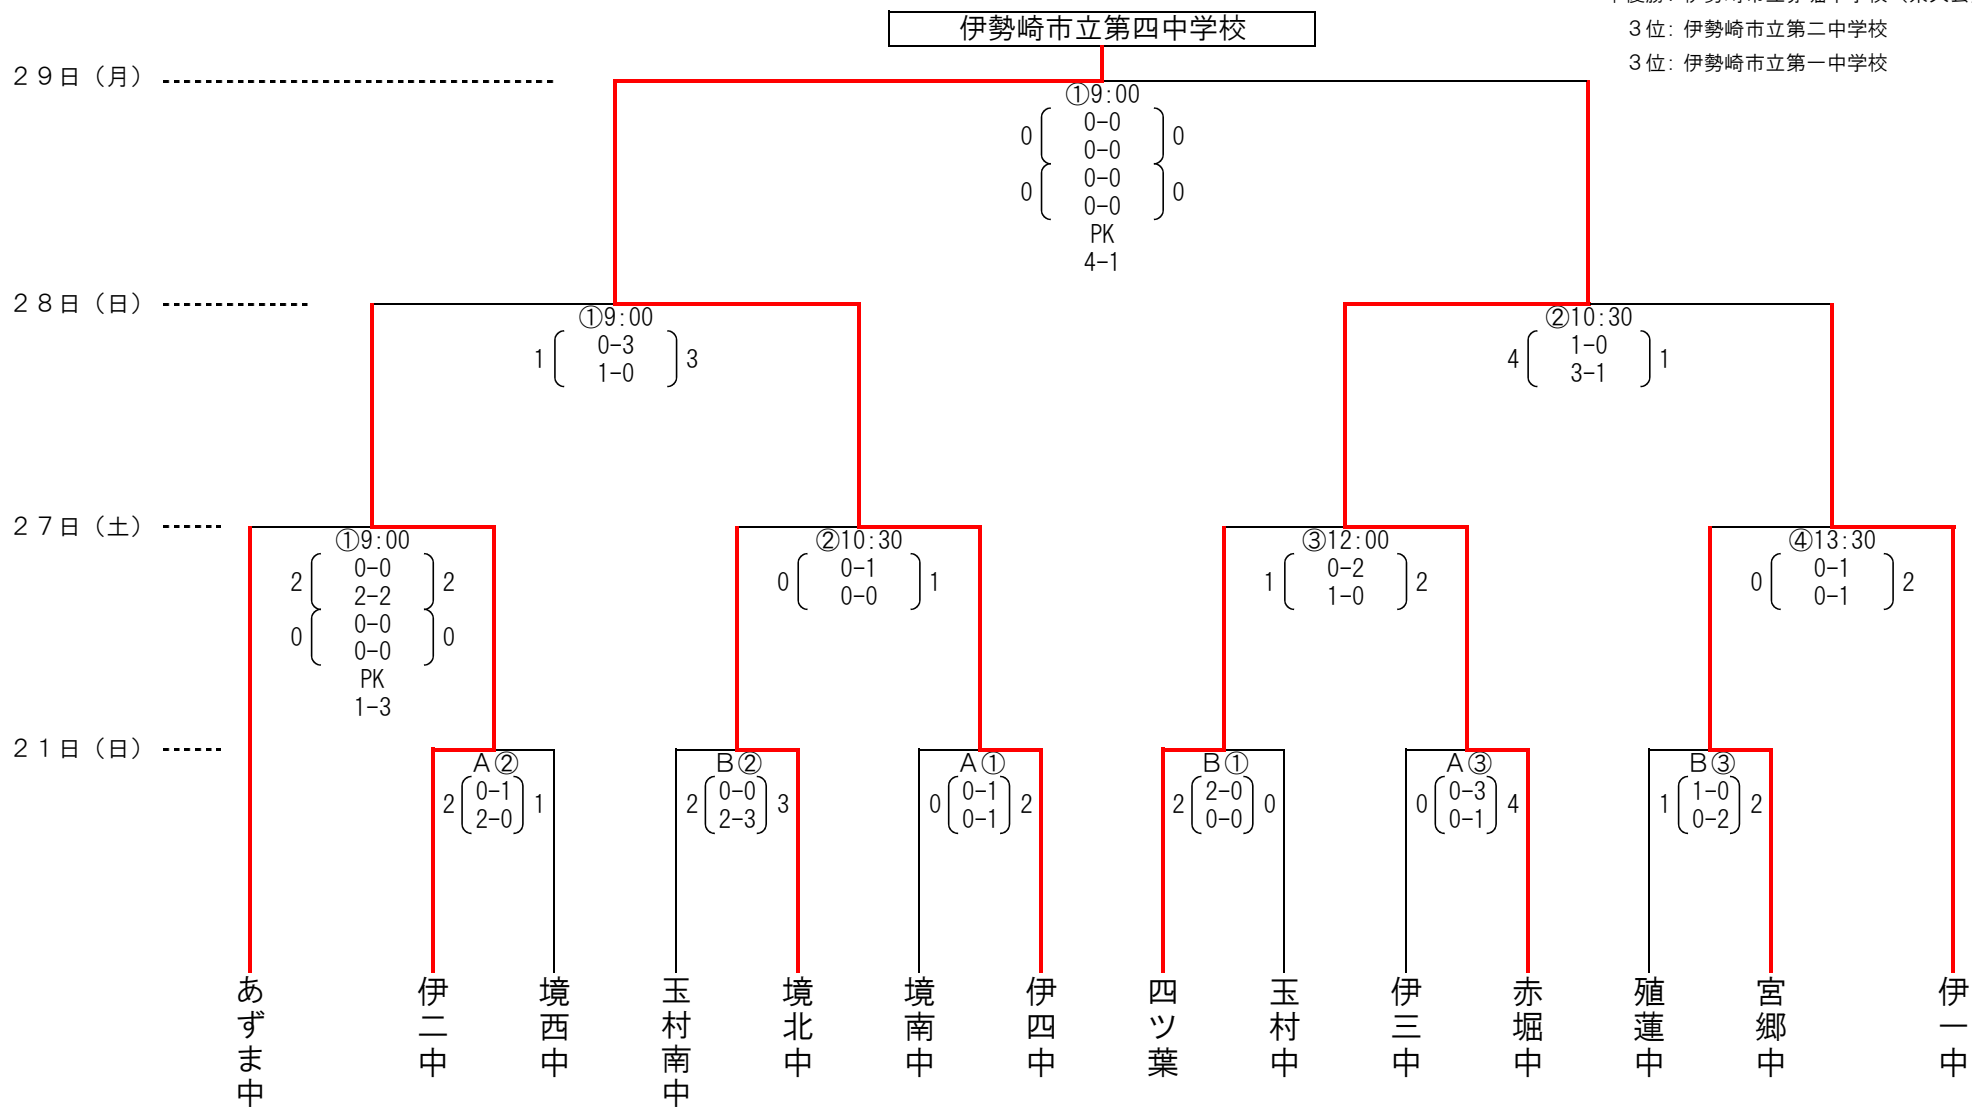 伊勢崎市立第四中学校
3位: 伊勢崎市立第二中学校
3位: 伊勢崎市立第一中学校
29日(月)
①9:00
0 0-0 0
0-0
0 0-0 0
0-0
PK
4-1
28日(日)
①9:00
1 0-3 3
1-0
②10:30
4 1-0 1
3-1
27日(土)
①9:00
2 0-0 2
2-2
0 0-0 0
0-0
PK
1-3
②10:30
0 0-1 1
0-0
③12:00
1 0-2 2
1-0
④13:30
0 0-1 2
0-1
21日(日)
A②
2 0-1 1
2-0
B②
2 0-0 3
2-3
A①
0 0-1 2
0-1
B①
2 2-0 0
0-0
A③
0 0-3 4
0-1
B③
1 1-0 2
0-2
あずま中
伊二中
境西中
玉村南中
境北中
境南中
伊四中
四ツ葉
玉村中
伊三中
赤堀中
殖蓮中
宮郷中
伊一中